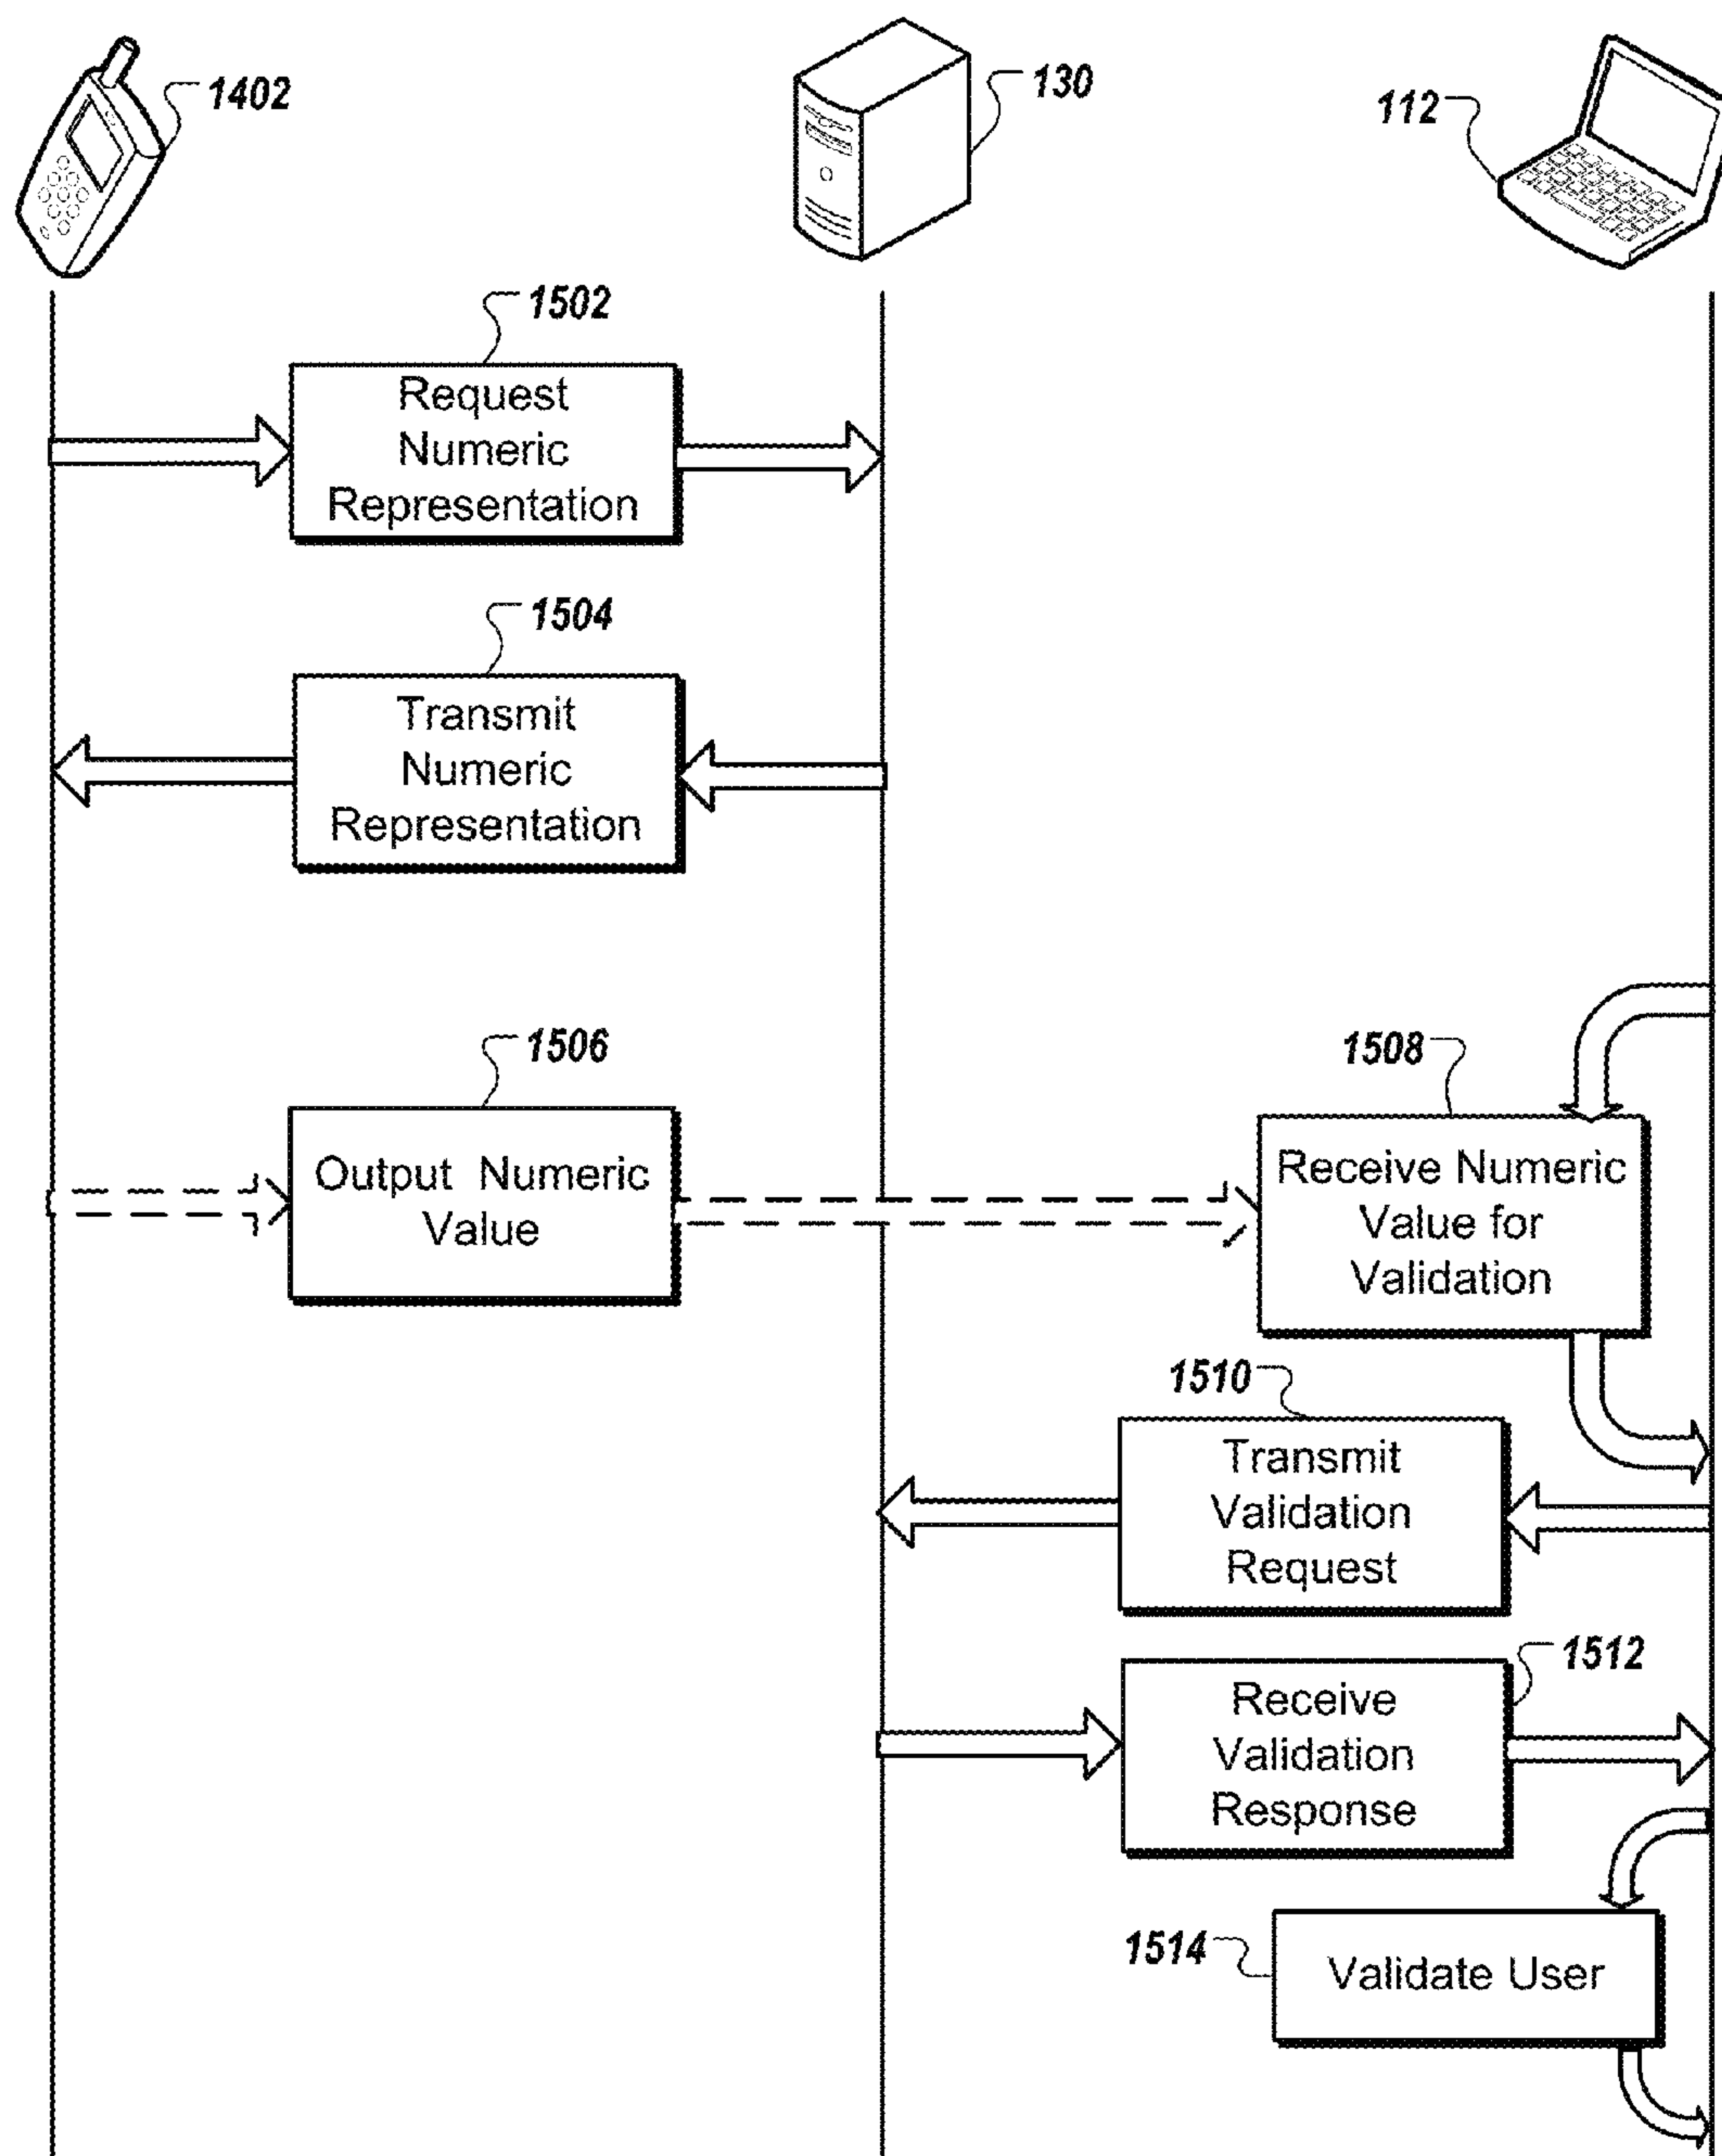 1402
130
112
1502
Request
Numeric
Representation
1504
Transmit
Numeric
Representation
1506
Output Numeric
Value
1508
Receive Numeric
Value for
Validation
1510
Transmit
Validation
Request
1512
Receive
Validation
Response
1514
Validate User